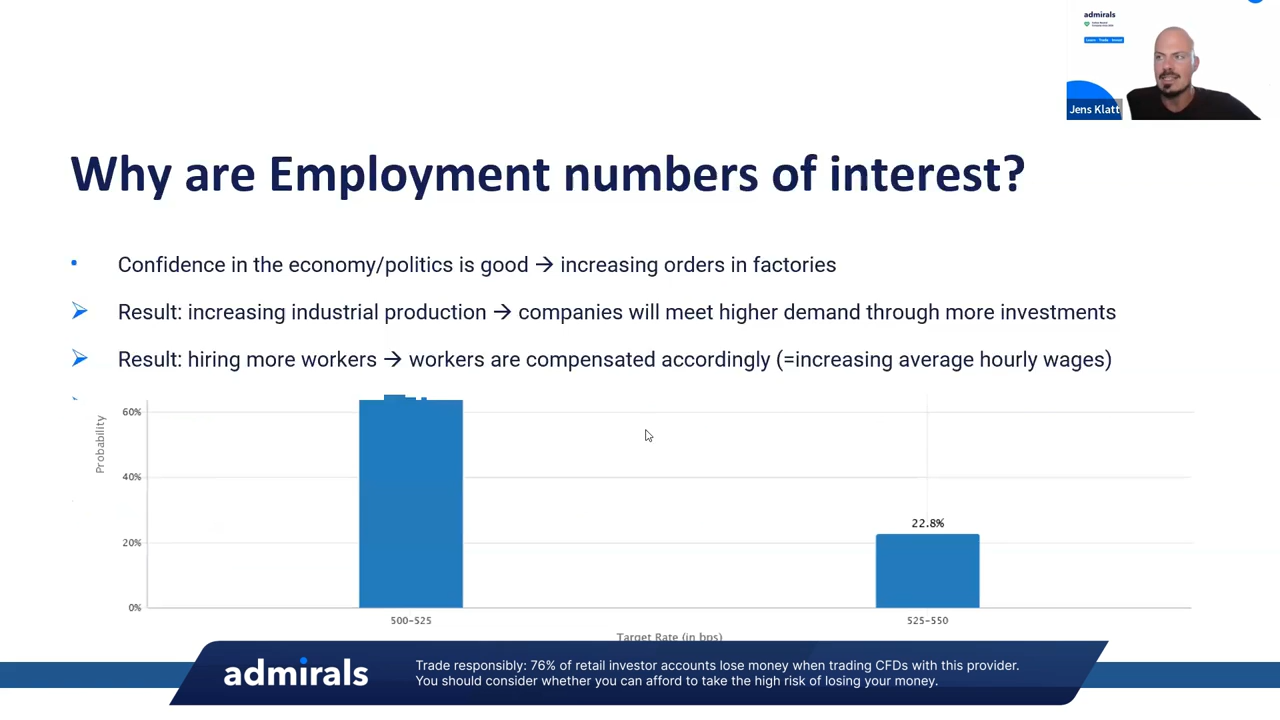 admirals
Jens Klatt
Why are Employment numbers of interest?
• Confidence in the economy/politics is good → increasing orders in factories
➢ Result: increasing industrial production → companies will meet higher demand through more investments
➢ Result: hiring more workers → workers are compensated accordingly (=increasing average hourly wages)
Probability
60%
40%
20%
0%
22.8%
500-525
525-550
Target Rate (in bps)
admirals
Trade responsibly: 76% of retail investor accounts lose money when trading CFDs with this provider.
You should consider whether you can afford to take the high risk of losing your money.